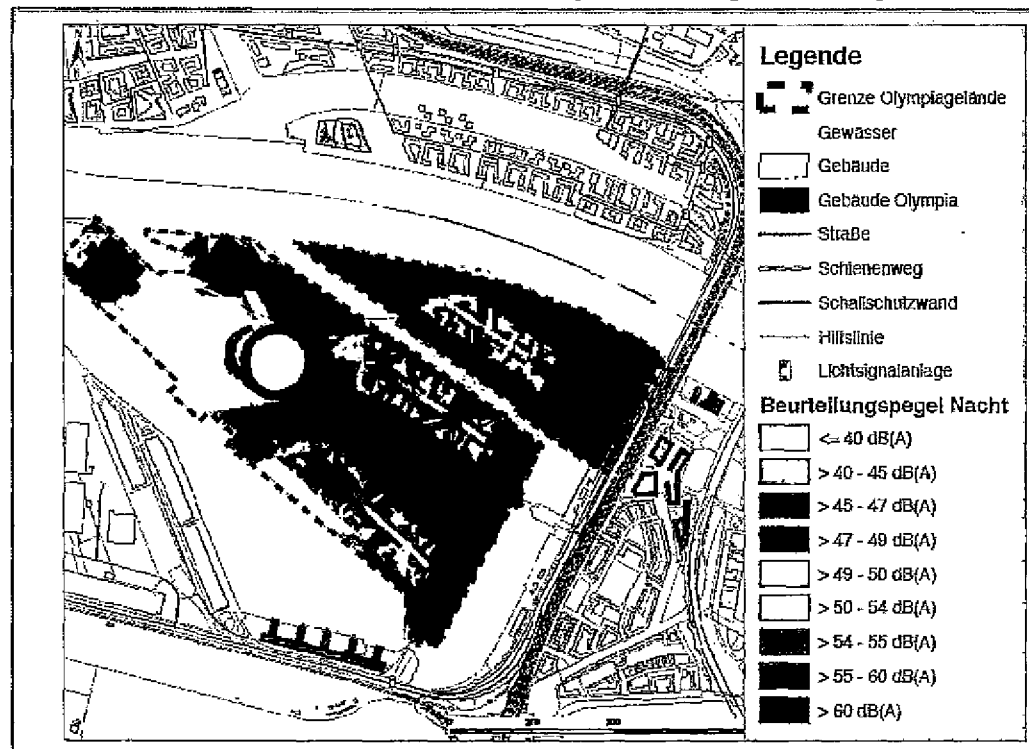 Legende
Grenze Olympiagelände
Gewässer
Gebäude
Gebäude Olympia
Straße
Schienenweg
Schallschutzwand
Hilfslinie
Lichtsignalanlage
Beurteilungspegel Nacht
<= 40 dB(A)
> 40 - 45 dB(A)
> 45 - 47 dB(A)
> 47 - 49 dB(A)
> 49 - 50 dB(A)
> 50 - 54 dB(A)
> 54 - 55 dB(A)
> 55 - 60 dB(A)
> 60 dB(A)